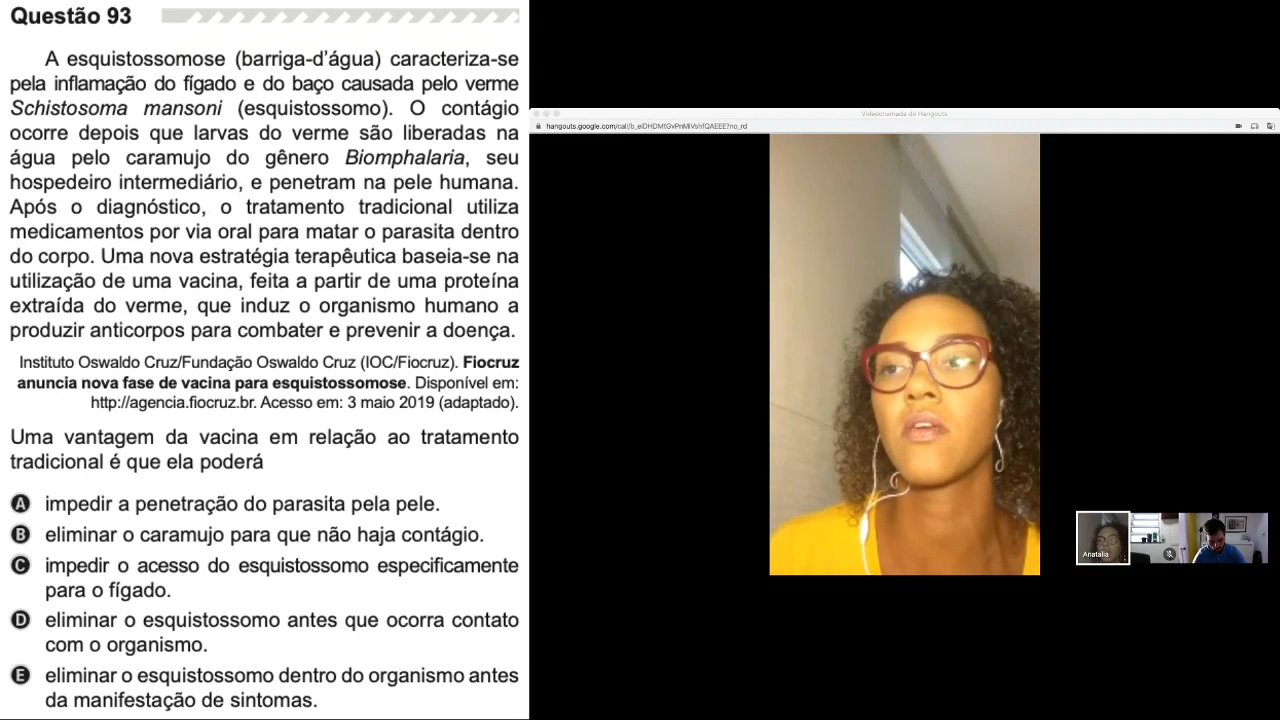 Questão 93
A esquistossomose (barriga-d’água) caracteriza-se
pela inflamação do fígado e do baço causada pelo verme
Schistosoma mansoni (esquistossomo). O contágio
ocorre depois que larvas do verme são liberadas na
água pelo caramujo do gênero Biomphalaria, seu
hospedeiro intermediário, e penetram na pele humana.
Após o diagnóstico, o tratamento tradicional utiliza
medicamentos por via oral para matar o parasita dentro
do corpo. Uma nova estratégia terapêutica baseia-se na
utilização de uma vacina, feita a partir de uma proteína
extraída do verme, que induz o organismo humano a
produzir anticorpos para combater e prevenir a doença.
Instituto Oswaldo Cruz/Fundação Oswaldo Cruz (IOC/Fiocruz). Fiocruz
anuncia nova fase de vacina para esquistossomose. Disponível em:
http://agencia.fiocruz.br. Acesso em: 3 maio 2019 (adaptado).
Uma vantagem da vacina em relação ao tratamento
tradicional é que ela poderá
A impedir a penetração do parasita pela pele.
B eliminar o caramujo para que não haja contágio.
C impedir o acesso do esquistossomo especificamente
para o fígado.
D eliminar o esquistossomo antes que ocorra contato
com o organismo.
E eliminar o esquistossomo dentro do organismo antes
da manifestação de sintomas.
Videochamada do Hangouts
Anatalia